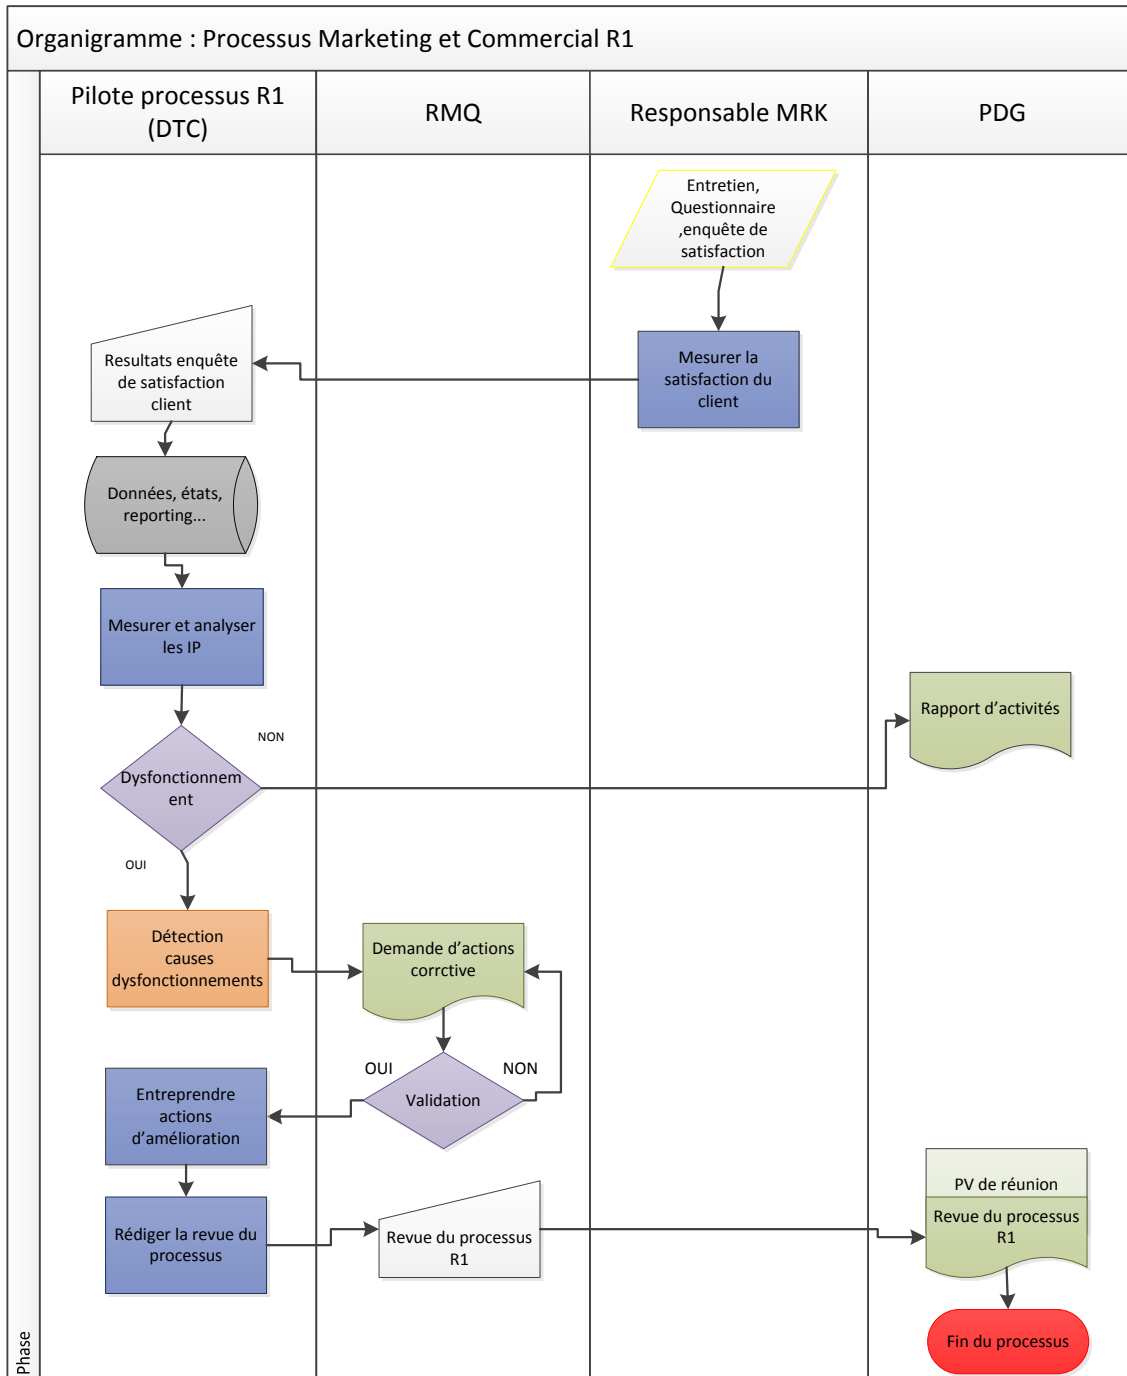 Organigramme : Processus Marketing et Commercial R1
Pilote processus R1
(DTC)
RMQ
Responsable MRK
PDG
Entretien,
Questionnaire
,enquête de
satisfaction
Resultats enquête
de satisfaction
client
Mesurer la
satisfaction du
client
Données, états,
reporting...
Mesurer et analyser
les IP
Rapport d’activités
NON
Dysfonctionnem
ent
OUI
Détection
causes
dysfonctionnements
Demande d’actions
corrctive
OUI
NON
Validation
Entreprendre
actions
d’amélioration
PV de réunion
Rédiger la revue du
processus
Revue du processus
R1
Revue du processus
R1
Fin du processus
Phase